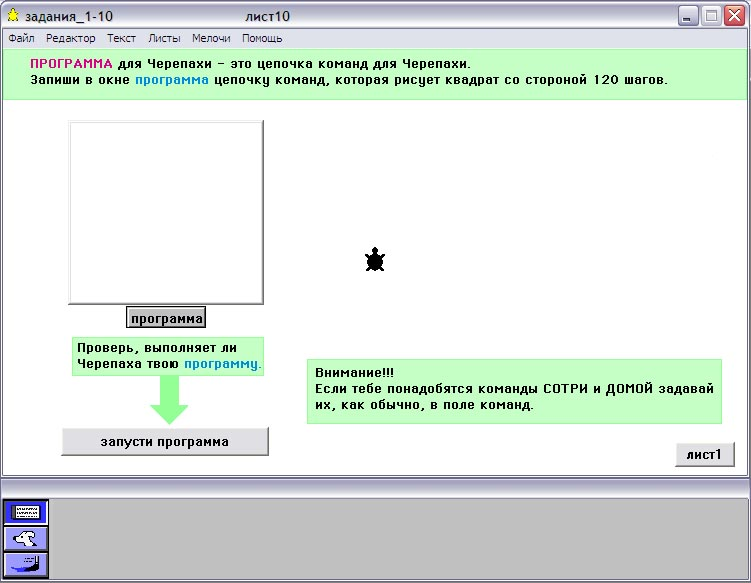 задания_1-10 лист10
Файл Редактор Текст Листы Мелочи Помощь
ПРОГРАММА для Черепахи - это цепочка команд для Черепахи.
Запиши в окне программа цепочку команд, которая рисует квадрат со стороной 120 шагов.
программа
Проверь, выполняет ли
Черепаха твою программу.
запусти программа
Внимание!!!
Если тебе понадобятся команды СОТРИ и ДОМОЙ задавай
их, как обычно, в поле команд.
лист1